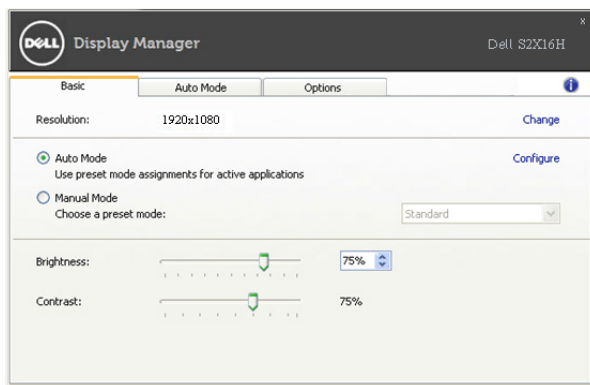 DELL Display Manager Dell S2X16H
x
Basic Auto Mode Options i
Resolution: 1920x1080 Change
Auto Mode Configure
Use preset mode assignments for active applications
Manual Mode
Choose a preset mode: Standard
Brightness: 75%
Contrast: 75%